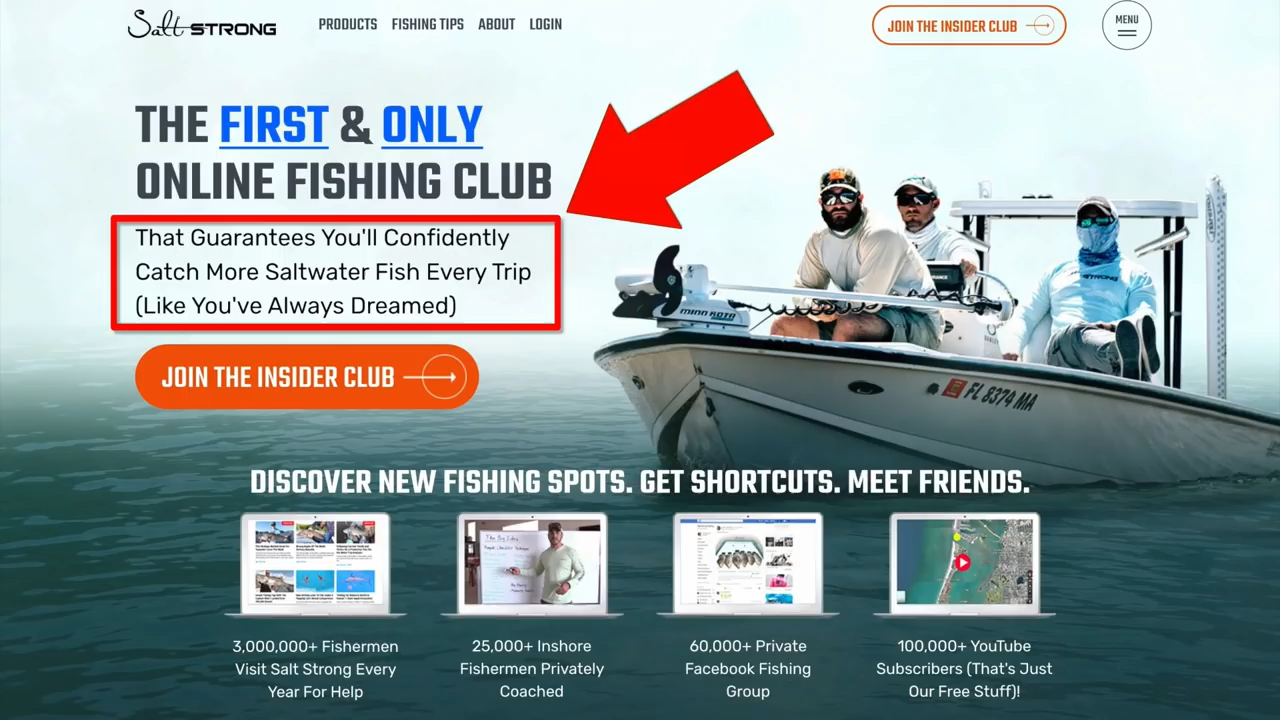 Salt STRONG
PRODUCTS FISHING TIPS ABOUT LOGIN
JOIN THE INSIDER CLUB
MENU
THE FIRST & ONLY
ONLINE FISHING CLUB
That Guarantees You'll Confidently
Catch More Saltwater Fish Every Trip
(Like You've Always Dreamed)
JOIN THE INSIDER CLUB
MINN KOTA
STRONG
FL 8374 MA
DISCOVER NEW FISHING SPOTS. GET SHORTCUTS. MEET FRIENDS.
The Big Idea
3,000,000+ Fishermen
Visit Salt Strong Every
Year For Help
25,000+ Inshore
Fishermen Privately
Coached
60,000+ Private
Facebook Fishing
Group
100,000+ YouTube
Subscribers (That's Just
Our Free Stuff)!